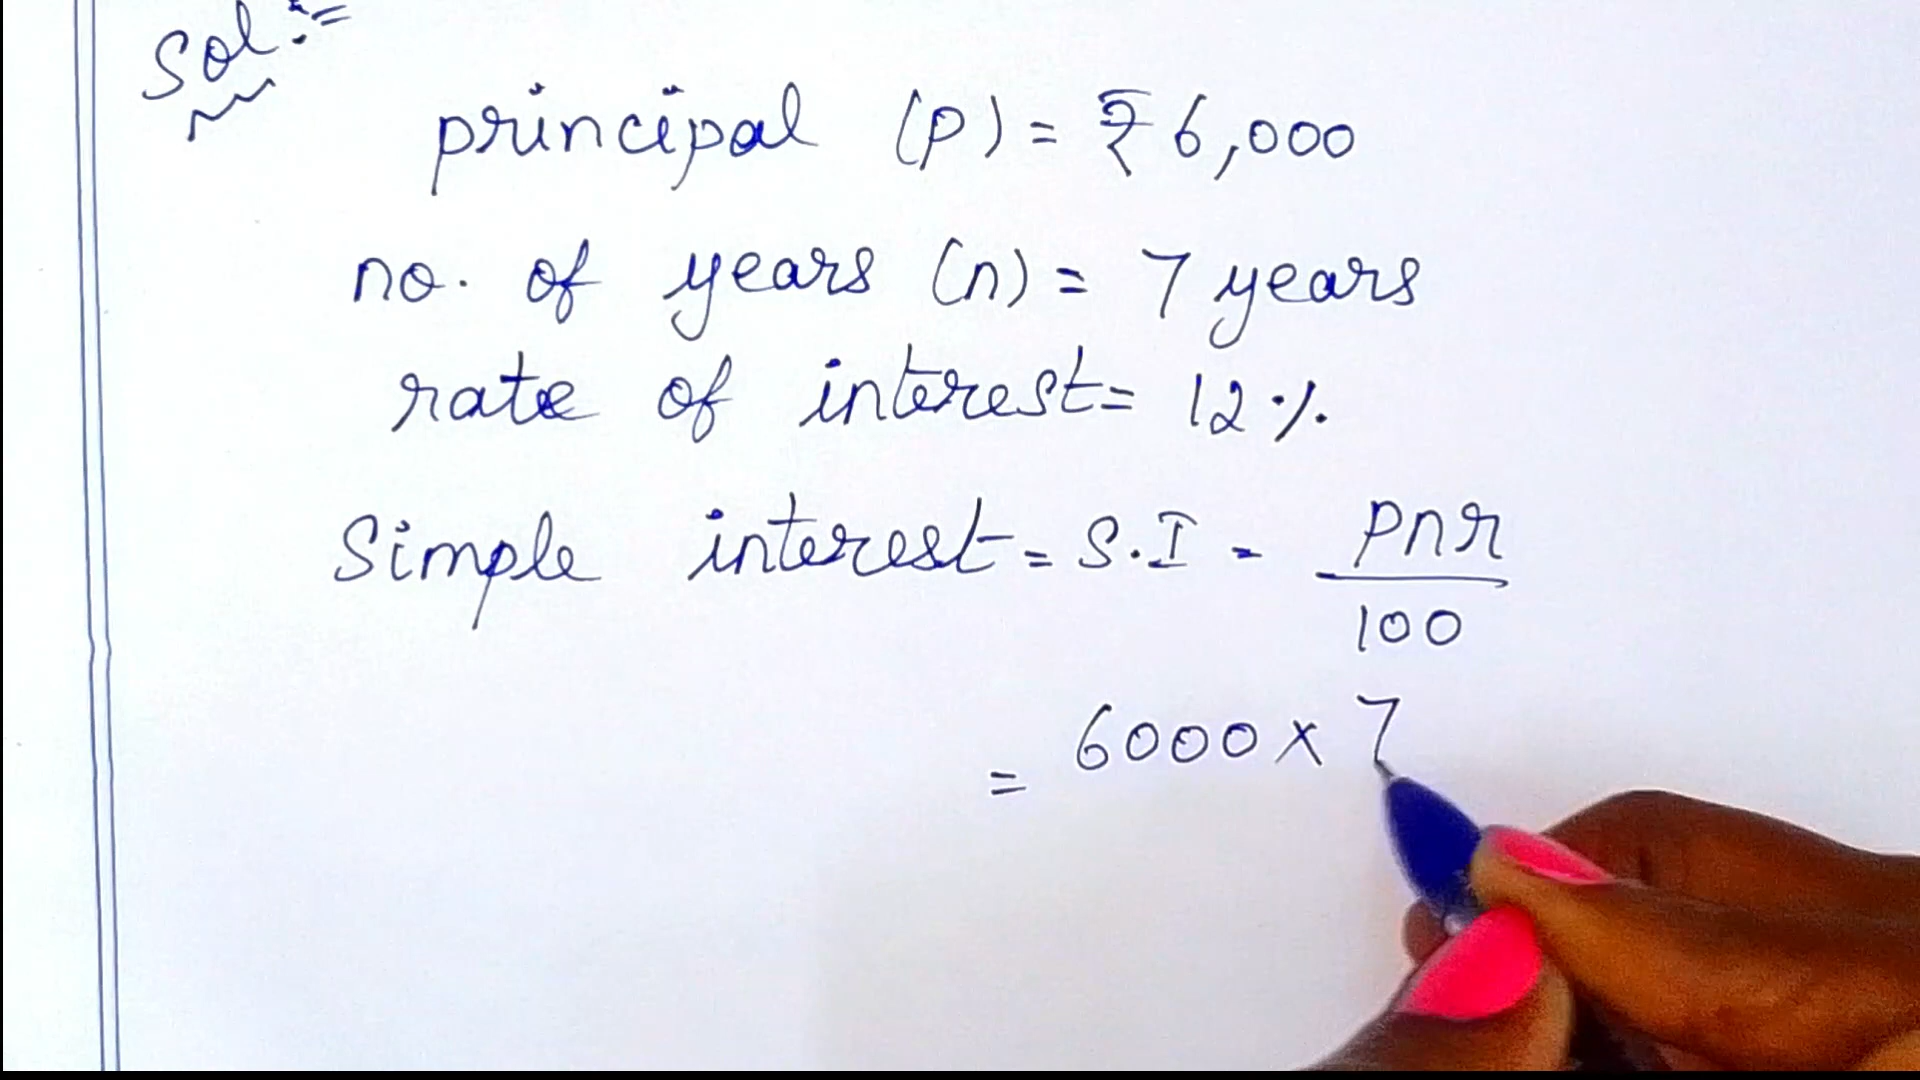 Sol:=
principal (p) = ₹6,000
no. of years (n) = 7 years
rate of interest = 12%
Simple interest = S.I = pnr
100
= 6000 × 7